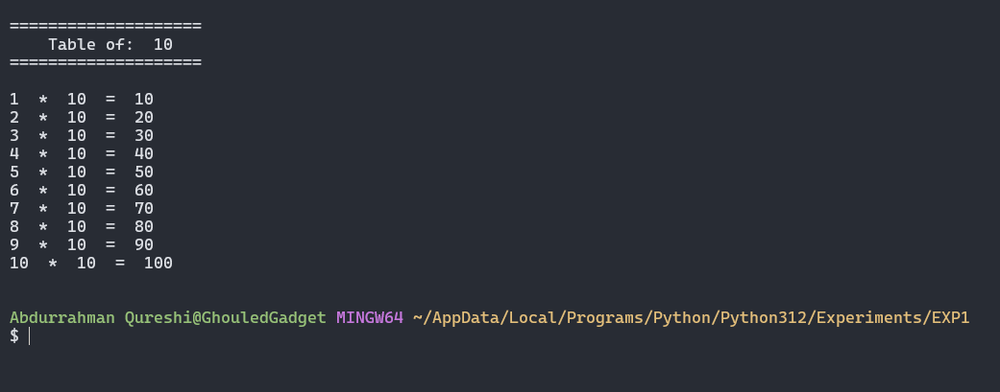 ====================
    Table of:  10
====================
1  *  10  =  10
2  *  10  =  20
3  *  10  =  30
4  *  10  =  40
5  *  10  =  50
6  *  10  =  60
7  *  10  =  70
8  *  10  =  80
9  *  10  =  90
10  *  10  =  100
Abdurrahman Qureshi@GhouledGadget MINGW64 ~/AppData/Local/Programs/Python/Python312/Experiments/EXP1
$